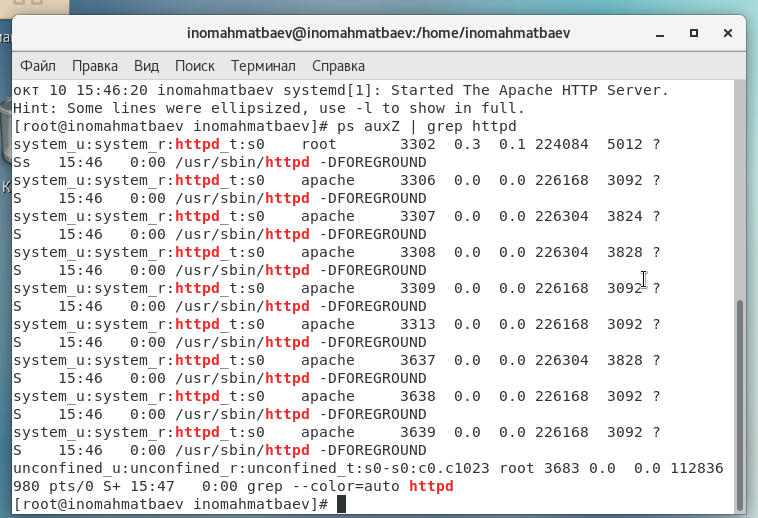 inomahmatbaev@inomahmatbaev:/home/inomahmatbaev
Файл Правка Вид Поиск Терминал Справка
окт 10 15:46:20 inomahmatbaev systemd[1]: Started The Apache HTTP Server.
Hint: Some lines were ellipsized, use -l to show in full.
[root@inomahmatbaev inomahmatbaev]# ps auxZ | grep httpd
system_u:system_r:httpd_t:s0    root       3302  0.3  0.1 224084  5012 ?
Ss   15:46   0:00 /usr/sbin/httpd -DFOREGROUND
system_u:system_r:httpd_t:s0    apache     3306  0.0  0.0 226168  3092 ?
S    15:46   0:00 /usr/sbin/httpd -DFOREGROUND
system_u:system_r:httpd_t:s0    apache     3307  0.0  0.0 226304  3824 ?
S    15:46   0:00 /usr/sbin/httpd -DFOREGROUND
system_u:system_r:httpd_t:s0    apache     3308  0.0  0.0 226304  3828 ?
S    15:46   0:00 /usr/sbin/httpd -DFOREGROUND
system_u:system_r:httpd_t:s0    apache     3309  0.0  0.0 226168  3092 ?
S    15:46   0:00 /usr/sbin/httpd -DFOREGROUND
system_u:system_r:httpd_t:s0    apache     3313  0.0  0.0 226168  3092 ?
S    15:46   0:00 /usr/sbin/httpd -DFOREGROUND
system_u:system_r:httpd_t:s0    apache     3637  0.0  0.0 226304  3828 ?
S    15:46   0:00 /usr/sbin/httpd -DFOREGROUND
system_u:system_r:httpd_t:s0    apache     3638  0.0  0.0 226168  3092 ?
S    15:46   0:00 /usr/sbin/httpd -DFOREGROUND
system_u:system_r:httpd_t:s0    apache     3639  0.0  0.0 226168  3092 ?
S    15:46   0:00 /usr/sbin/httpd -DFOREGROUND
unconfined_u:unconfined_r:unconfined_t:s0-s0:c0.c1023 root 3683 0.0  0.0 112836
980 pts/0 S+ 15:47   0:00 grep --color=auto httpd
[root@inomahmatbaev inomahmatbaev]#